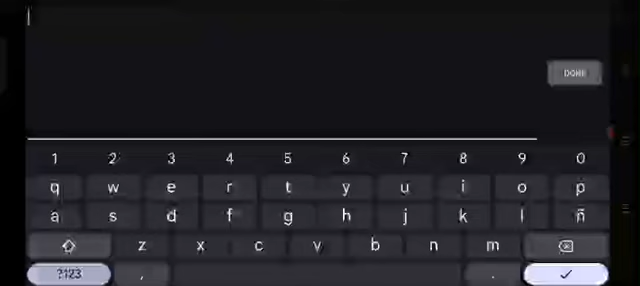 DONE
1 2 3 4 5 6 7 8 9 0
q w e r t y u i o p
a s d f g h j k l ñ
z x c v b n m
?123 , .